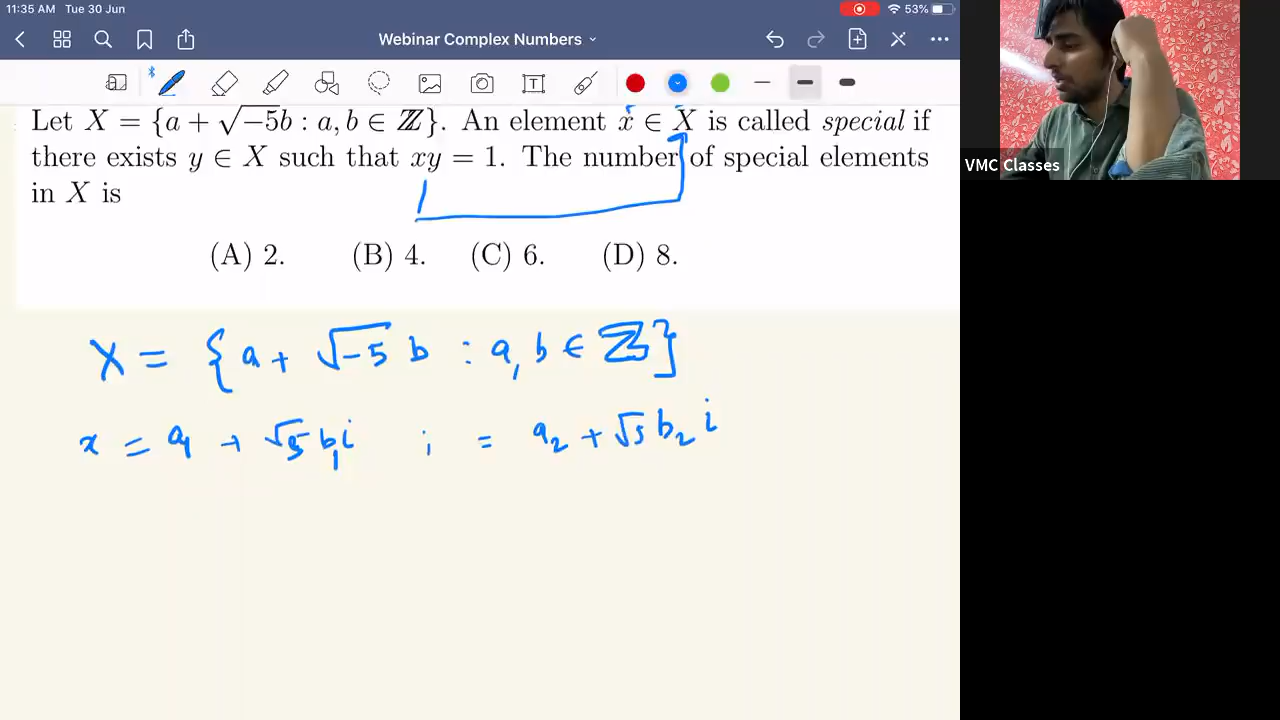 11:35 AM Tue 30 Jun
53%
Webinar Complex Numbers
Let X = {a + √−5b : a, b ∈ ℤ}. An element x ∈ X is called special if
there exists y ∈ X such that xy = 1. The number of special elements
in X is
(A) 2. (B) 4. (C) 6. (D) 8.
X = {a + √−5 b : a, b ∈ ℤ}
x = a₁ + √5 b₁i ; = a₂ + √5 b₂ i
VMC Classes